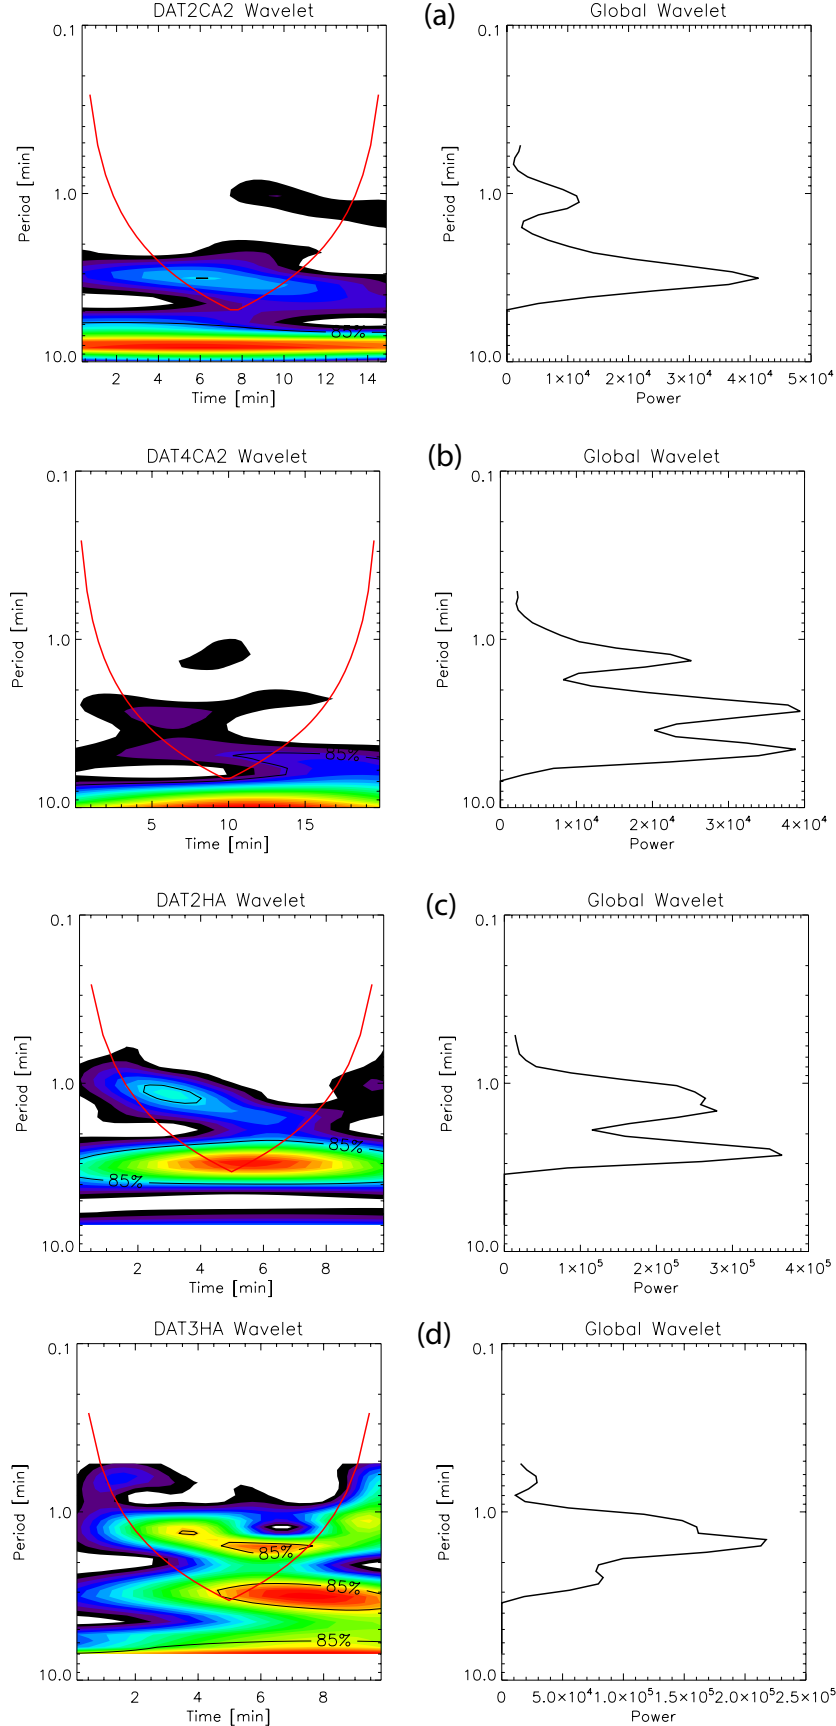 DAT2CA2 Wavelet
(a)
Global Wavelet
0.1
1.0
10.0
Period [min]
85%
2 4 6 8 10 12 14
Time [min]
0.1
1.0
10.0
Period [min]
0 1×10⁴ 2×10⁴ 3×10⁴ 4×10⁴ 5×10⁴
Power
DAT4CA2 Wavelet
(b)
Global Wavelet
0.1
1.0
10.0
Period [min]
85%
5 10 15
Time [min]
0.1
1.0
10.0
Period [min]
0 1×10⁴ 2×10⁴ 3×10⁴ 4×10⁴
Power
DAT2HA Wavelet
(c)
Global Wavelet
0.1
1.0
10.0
Period [min]
85%
85%
2 4 6 8
Time [min]
0.1
1.0
10.0
Period [min]
0 1×10⁵ 2×10⁵ 3×10⁵ 4×10⁵
Power
DAT3HA Wavelet
(d)
Global Wavelet
0.1
1.0
10.0
Period [min]
85%
85%
85%
2 4 6 8
Time [min]
0.1
1.0
10.0
Period [min]
0 5.0×10⁴ 1.0×10⁵ 1.5×10⁵ 2.0×10⁵ 2.5×10⁵
Power